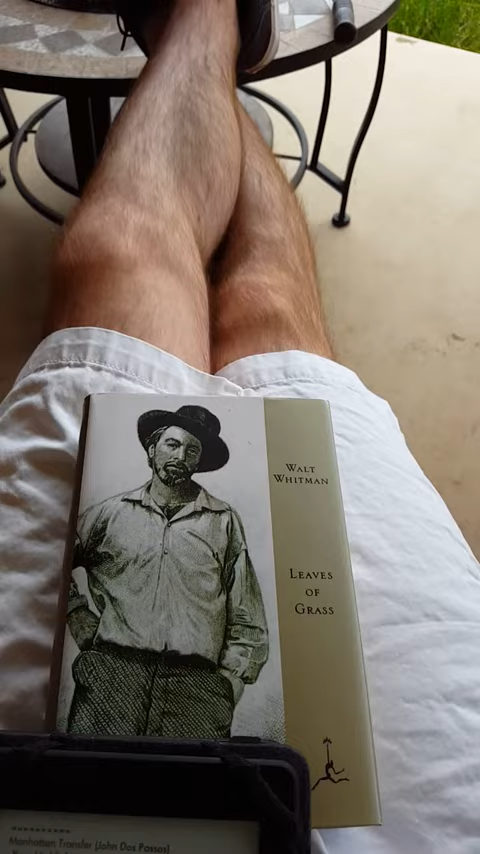 WALT
WHITMAN
LEAVES
OF
GRASS
==========
Manhattan Transfer (John Dos Passos)